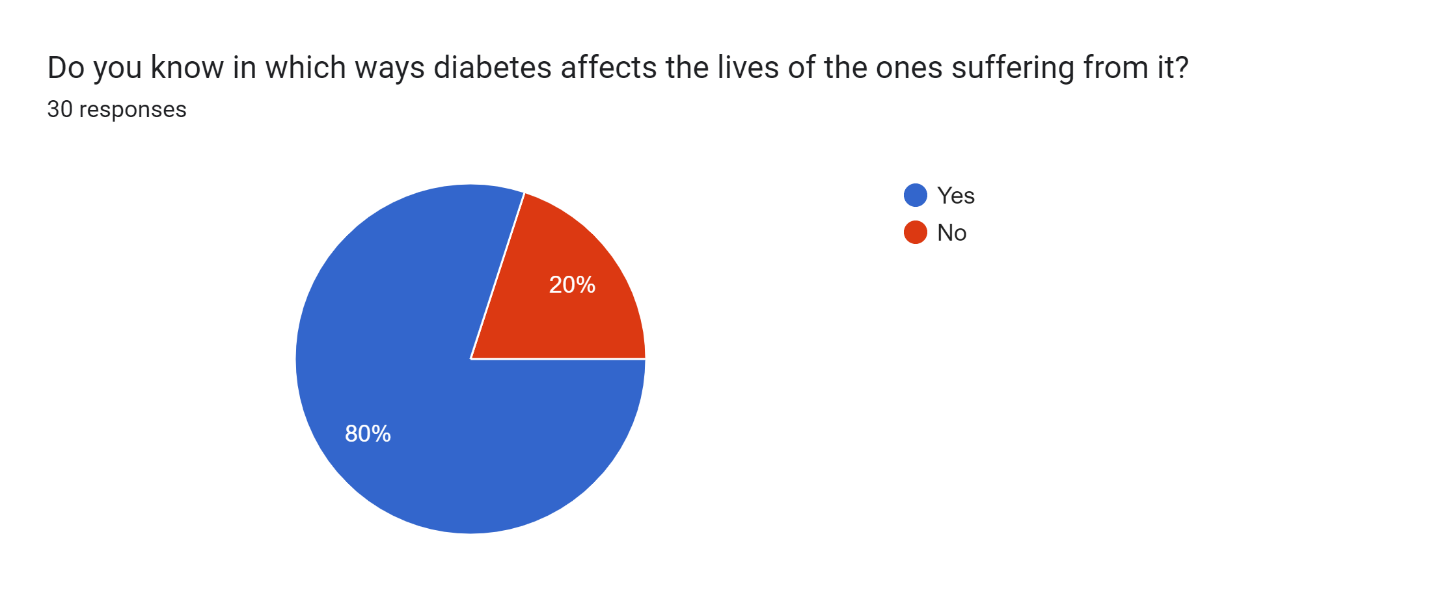 Do you know in which ways diabetes affects the lives of the ones suffering from it?
30 responses
Yes
No
20%
80%